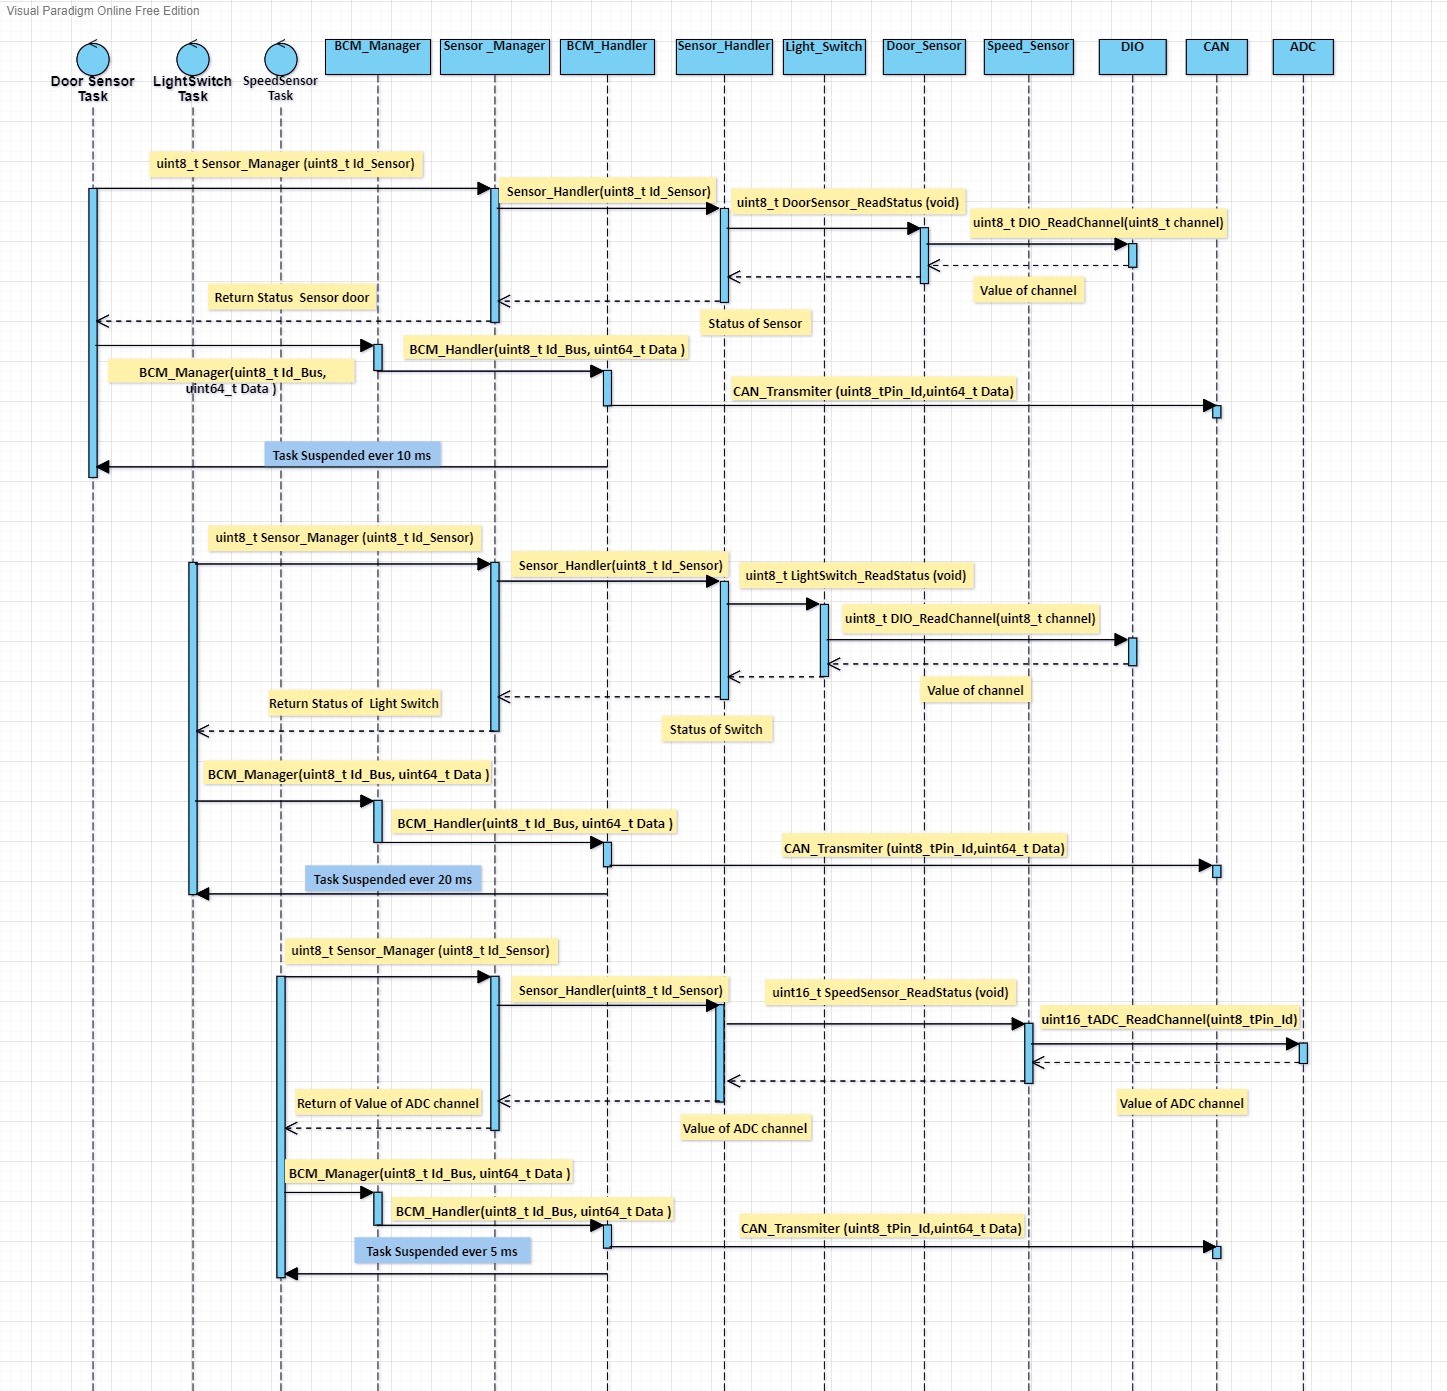 Visual Paradigm Online Free Edition
Door Sensor
Task
LightSwitch
Task
SpeedSensor
Task
BCM_Manager
Sensor _Manager
BCM_Handler
Sensor_Handler
Light_Switch
Door_Sensor
Speed_Sensor
DIO
CAN
ADC
uint8_t Sensor_Manager (uint8_t Id_Sensor)
Sensor_Handler(uint8_t Id_Sensor)
uint8_t DoorSensor_ReadStatus (void)
uint8_t DIO_ReadChannel(uint8_t channel)
Value of channel
Return Status  Sensor door
Status of Sensor
BCM_Handler(uint8_t Id_Bus, uint64_t Data )
BCM_Manager(uint8_t Id_Bus,
uint64_t Data )
CAN_Transmiter (uint8_tPin_Id,uint64_t Data)
Task Suspended ever 10 ms
uint8_t Sensor_Manager (uint8_t Id_Sensor)
Sensor_Handler(uint8_t Id_Sensor)
uint8_t LightSwitch_ReadStatus (void)
uint8_t DIO_ReadChannel(uint8_t channel)
Value of channel
Return Status of  Light Switch
Status of Switch
BCM_Manager(uint8_t Id_Bus, uint64_t Data )
BCM_Handler(uint8_t Id_Bus, uint64_t Data )
CAN_Transmiter (uint8_tPin_Id,uint64_t Data)
Task Suspended ever 20 ms
uint8_t Sensor_Manager (uint8_t Id_Sensor)
Sensor_Handler(uint8_t Id_Sensor)
uint16_t SpeedSensor_ReadStatus (void)
uint16_tADC_ReadChannel(uint8_tPin_Id)
Return of Value of ADC channel
Value of ADC channel
Value of ADC channel
BCM_Manager(uint8_t Id_Bus, uint64_t Data )
BCM_Handler(uint8_t Id_Bus, uint64_t Data )
CAN_Transmiter (uint8_tPin_Id,uint64_t Data)
Task Suspended ever 5 ms